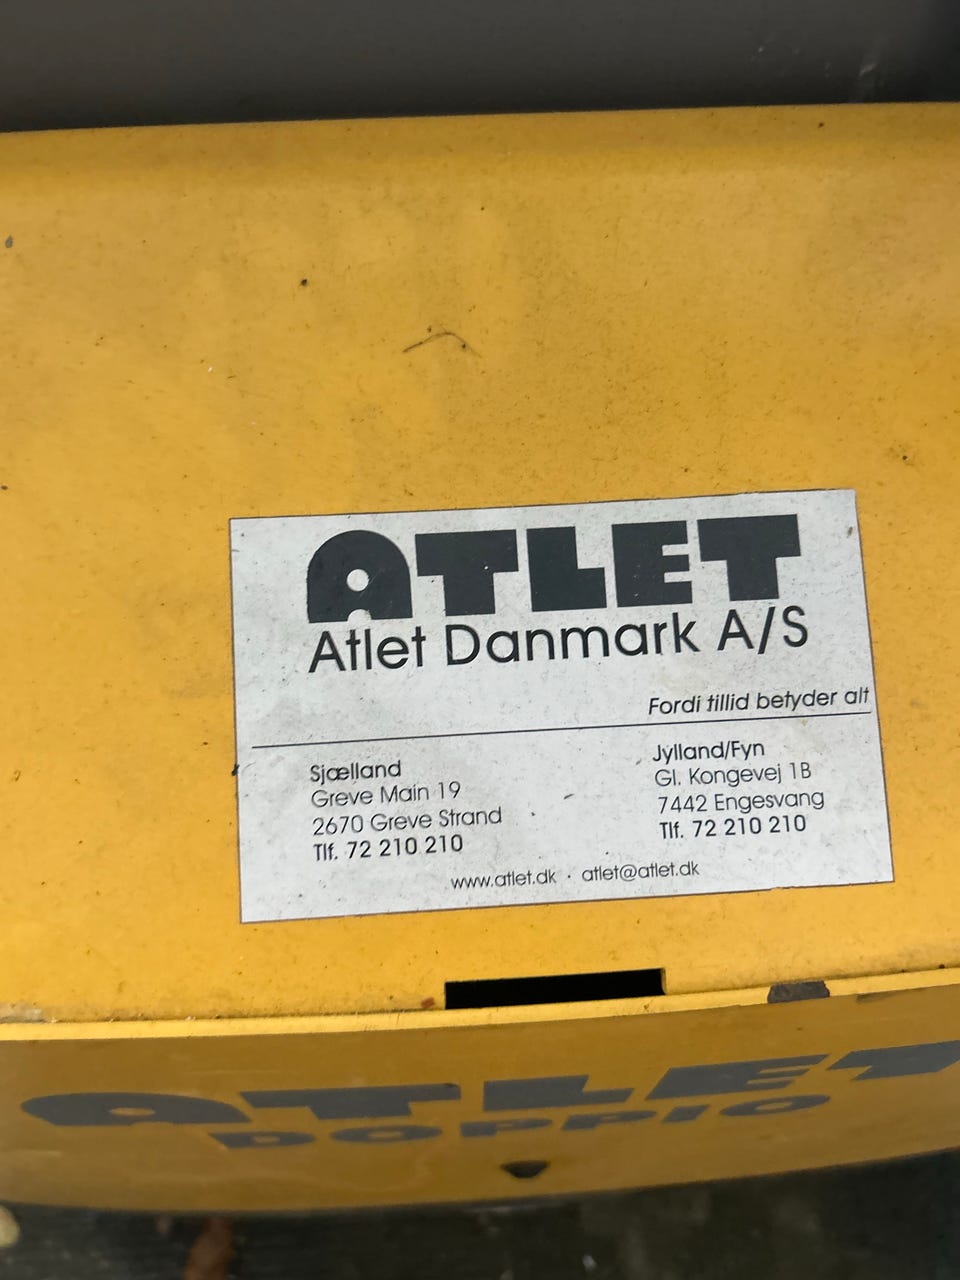 ATLET
Atlet Danmark A/S
Fordi tillid betyder alt
Sjælland
Greve Main 19
2670 Greve Strand
Tlf. 72 210 210
Jylland/Fyn
Gl. Kongevej 1B
7442 Engesvang
Tlf. 72 210 210
www.atlet.dk · atlet@atlet.dk
ATLET
DOPPIO